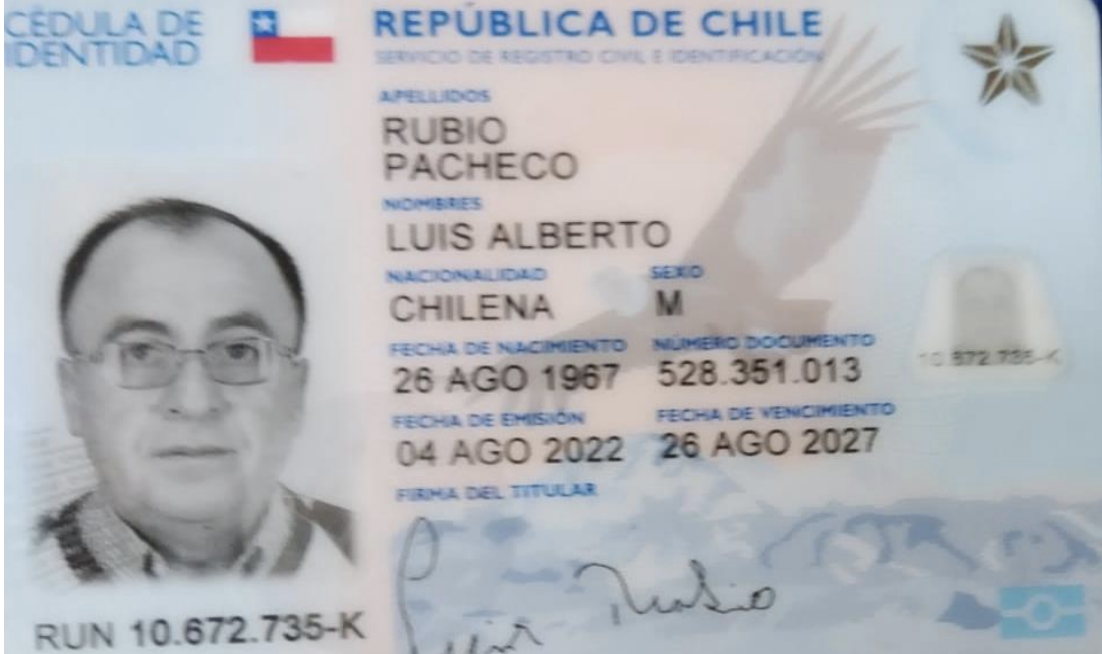 CÉDULA DE
IDENTIDAD
REPÚBLICA DE CHILE
SERVICIO DE REGISTRO CIVIL E IDENTIFICACIÓN
APELLIDOS
RUBIO
PACHECO
NOMBRES
LUIS ALBERTO
NACIONALIDAD SEXO
CHILENA M
FECHA DE NACIMIENTO NÚMERO DOCUMENTO
26 AGO 1967 528.351.013
10.672.735-K
FECHA DE EMISIÓN FECHA DE VENCIMIENTO
04 AGO 2022 26 AGO 2027
FIRMA DEL TITULAR
Luis Rubio
RUN 10.672.735-K